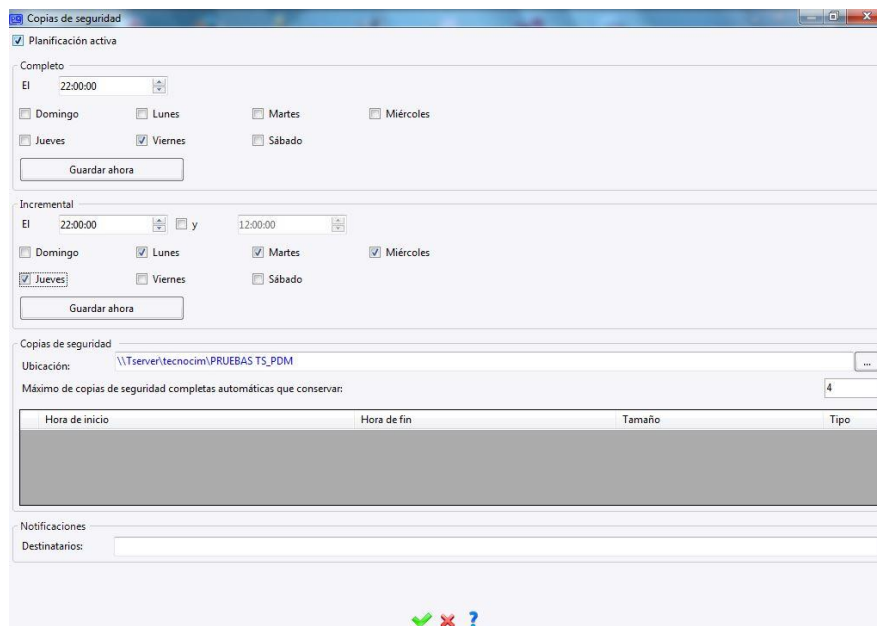 Copias de seguridad
Planificación activa
Completo
El 22:00:00
Domingo Lunes Martes Miércoles
Jueves Viernes Sábado
Guardar ahora
Incremental
El 22:00:00 y 12:00:00
Domingo Lunes Martes Miércoles
Jueves Viernes Sábado
Guardar ahora
Copias de seguridad
Ubicación: \\Tserver\tecnocim\PRUEBAS TS_PDM ...
Máximo de copias de seguridad completas automáticas que conservar: 4
Hora de inicio Hora de fin Tamaño Tipo
Notificaciones
Destinatarios: